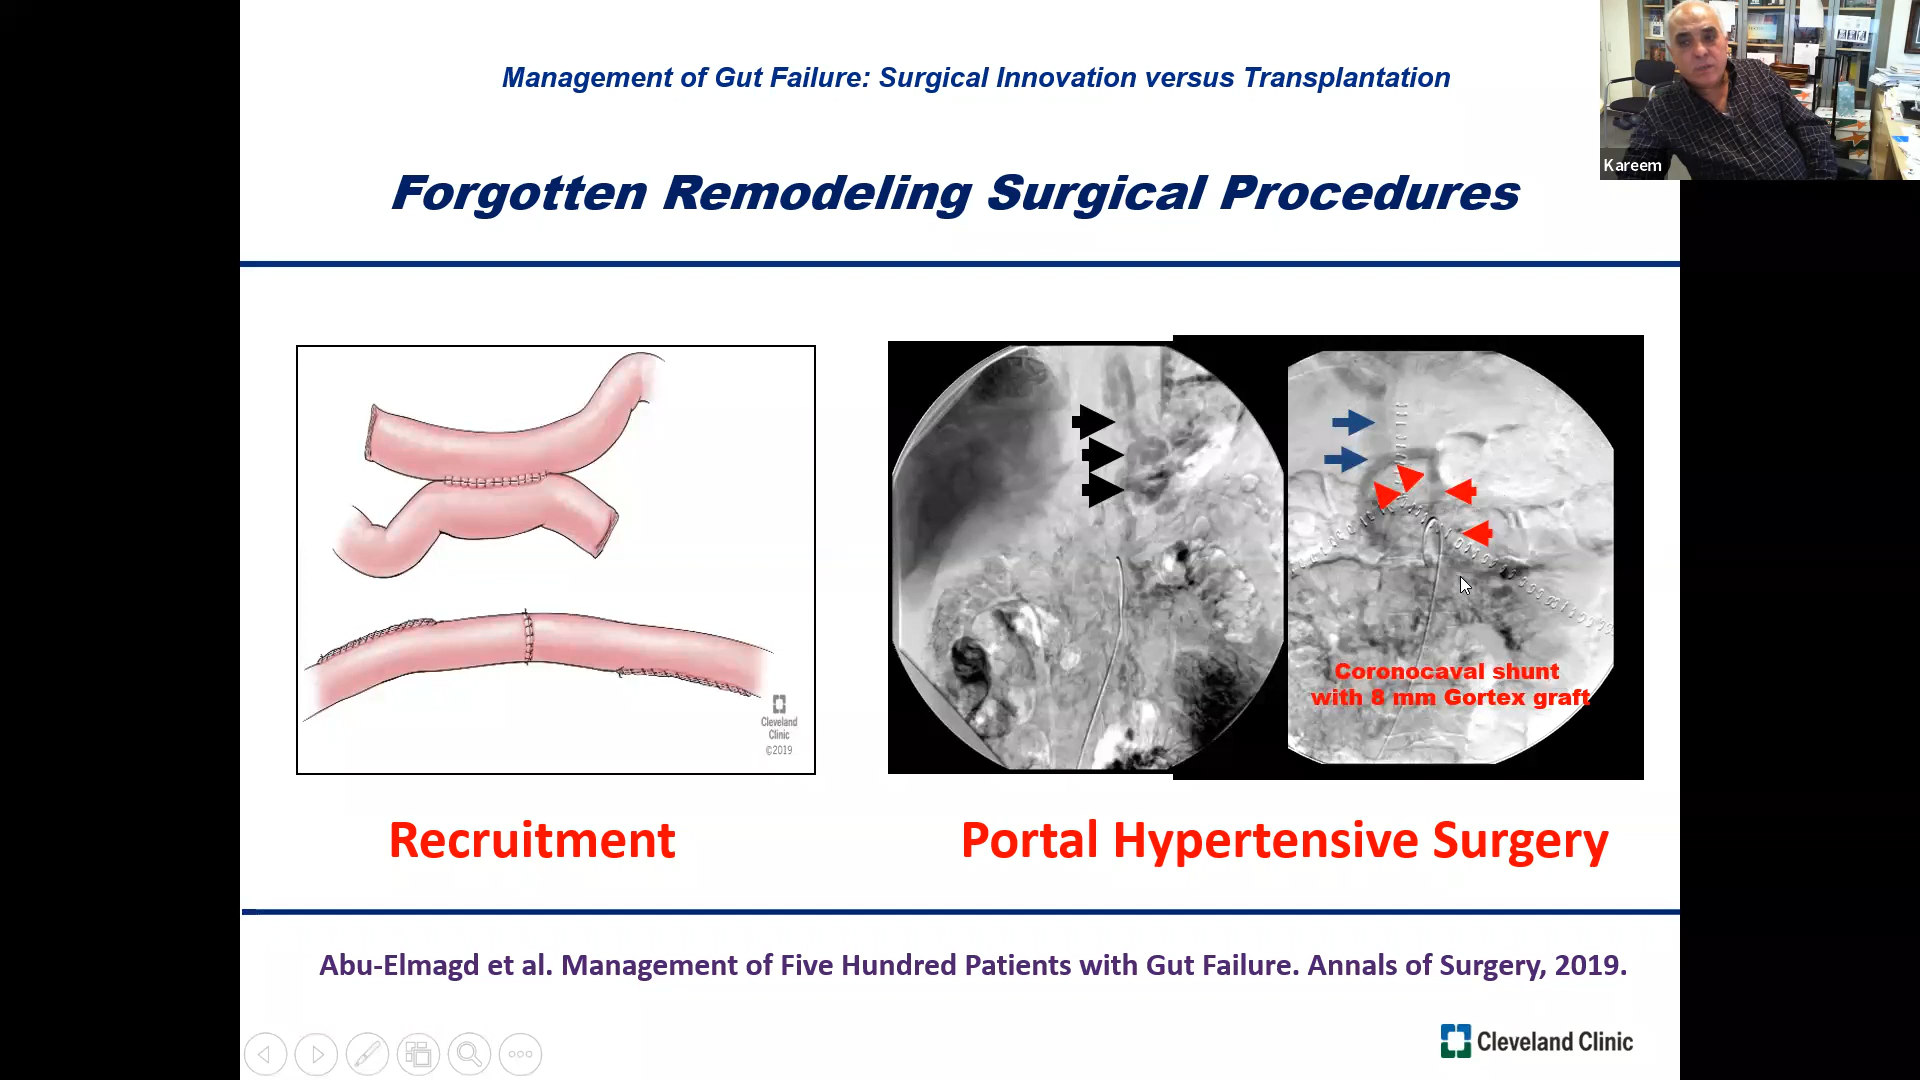 Management of Gut Failure: Surgical Innovation versus Transplantation
Kareem
Forgotten Remodeling Surgical Procedures
Cleveland
Clinic
©2019
Coronocaval shunt
with 8 mm Gortex graft
Recruitment
Portal Hypertensive Surgery
Abu-Elmagd et al. Management of Five Hundred Patients with Gut Failure. Annals of Surgery, 2019.
Cleveland Clinic